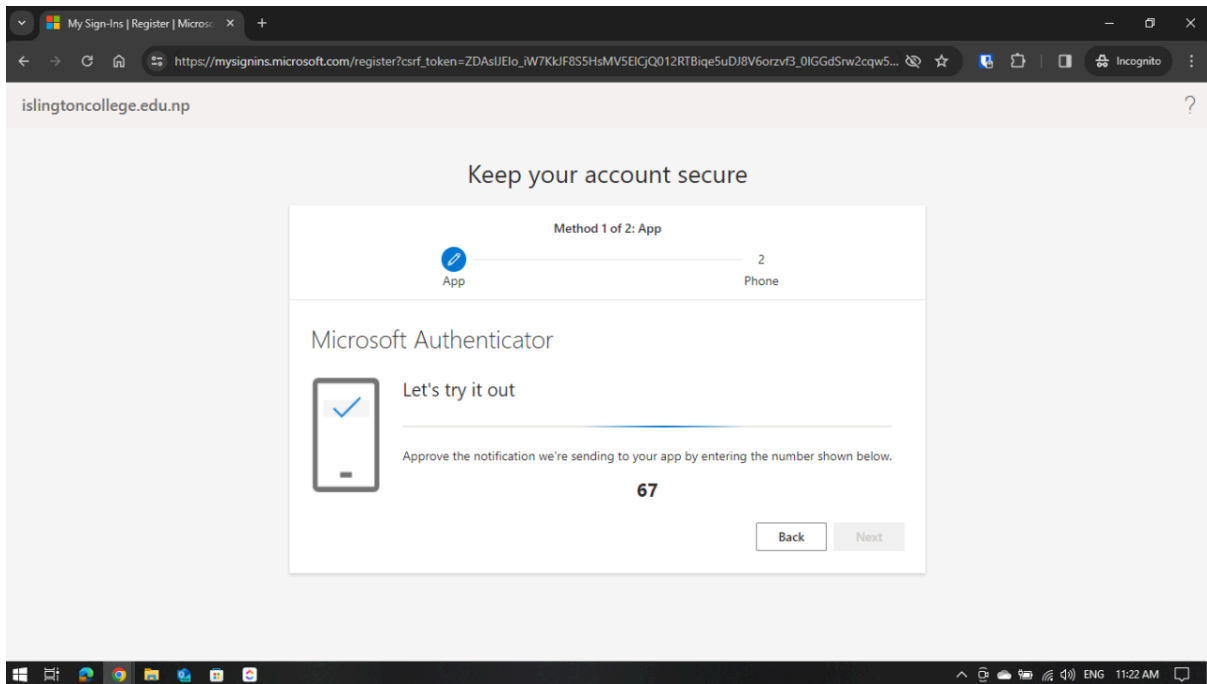 My Sign-Ins | Register | Microsc
https://mysignins.microsoft.com/register?csrf_token=ZDAsIJEIo_iW7KkJF8S5HsMV5EICjQ012RTBiqe5uDJ8V6orzvf3_0IGGdSrw2cqw5...
Incognito
islingtoncollege.edu.np
?
Keep your account secure
Method 1 of 2: App
2
App
Phone
Microsoft Authenticator
Let's try it out
Approve the notification we're sending to your app by entering the number shown below.
67
Back
Next
ENG
11:22 AM